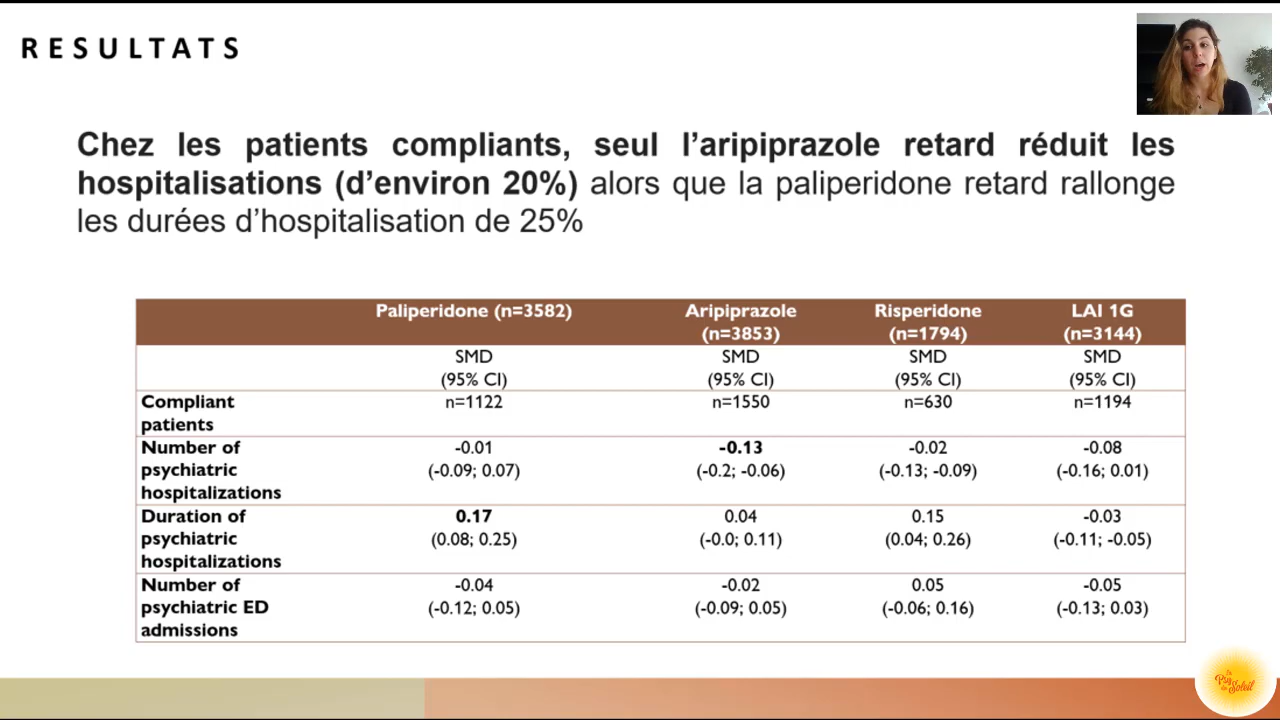 RESULTATS
Chez les patients compliants, seul l’aripiprazole retard réduit les
hospitalisations (d’environ 20%) alors que la paliperidone retard rallonge
les durées d’hospitalisation de 25%
Paliperidone (n=3582) Aripiprazole (n=3853) Risperidone (n=1794) LAI 1G (n=3144)
SMD (95% CI) SMD (95% CI) SMD (95% CI) SMD (95% CI)
Compliant patients n=1122 n=1550 n=630 n=1194
Number of psychiatric hospitalizations -0.01 (-0.09; 0.07) -0.13 (-0.2; -0.06) -0.02 (-0.13; -0.09) -0.08 (-0.16; 0.01)
Duration of psychiatric hospitalizations 0.17 (0.08; 0.25) 0.04 (-0.0; 0.11) 0.15 (0.04; 0.26) -0.03 (-0.11; -0.05)
Number of psychiatric ED admissions -0.04 (-0.12; 0.05) -0.02 (-0.09; 0.05) 0.05 (-0.06; 0.16) -0.05 (-0.13; 0.03)
Psy
Soleil